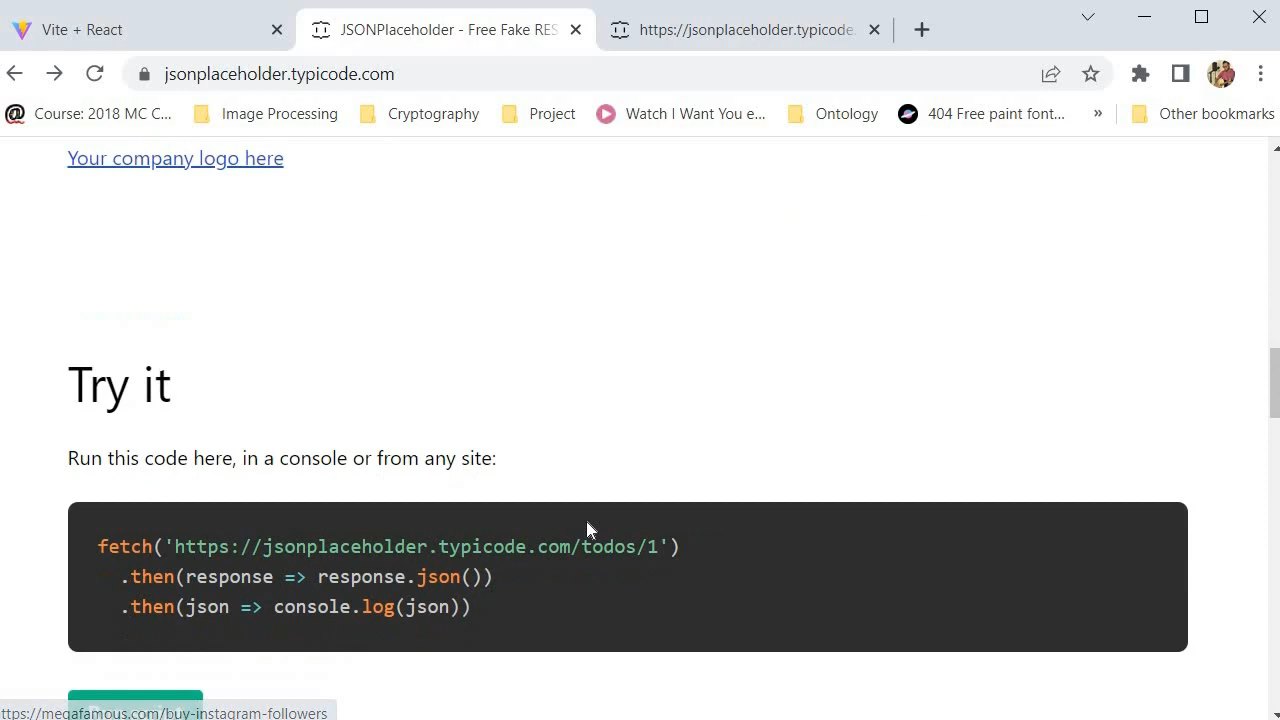 Vite + React
JSONPlaceholder - Free Fake RES
https://jsonplaceholder.typicode.
jsonplaceholder.typicode.com
Course: 2018 MC C...
Image Processing
Cryptography
Project
Watch I Want You e...
Ontology
404 Free paint font...
»
Other bookmarks
Your company logo here
Try it
Run this code here, in a console or from any site:
fetch('https://jsonplaceholder.typicode.com/todos/1')
.then(response => response.json())
.then(json => console.log(json))
ttps://megafamous.com/buy-instagram-followers